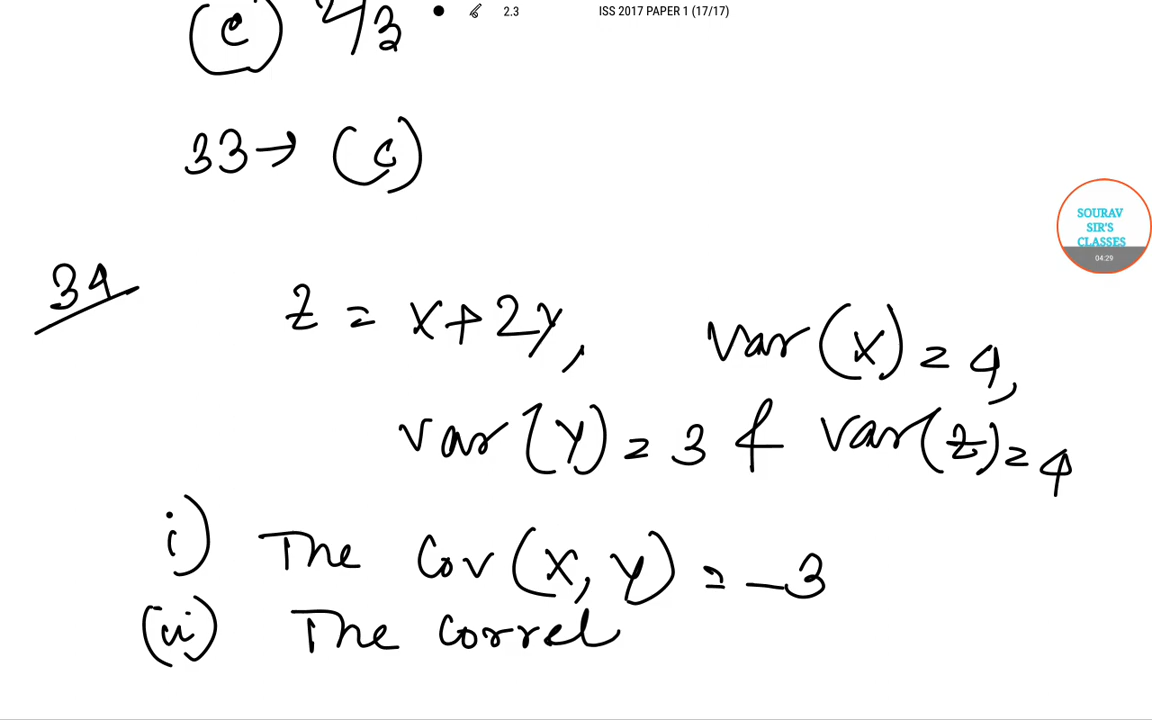 2.3 ISS 2017 PAPER 1 (17/17)
(c) 2/3
33→ (c)
SOURAV
SIR'S
CLASSES
04:29
34
Z = X+2Y, Var(X) = 4,
Var(Y) = 3 & Var(Z) = 4
i) The Cov(X, Y) = -3
(ii) The Correl